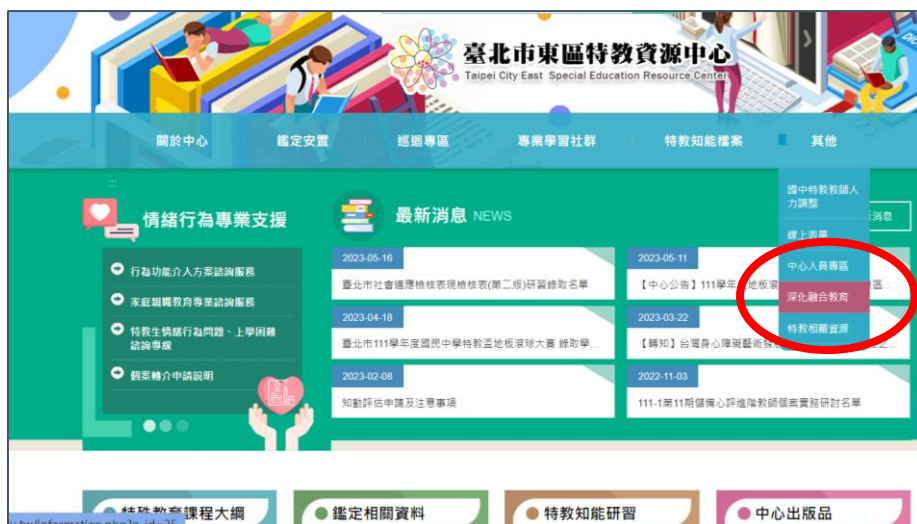 臺北市東區特教資源中心
Taipei City East Special Education Resource Center
關於中心
鑑定安置
巡迴專區
專業學習社群
特教知能檔案
其他
國中特教教師人
力調整
線上表單
中心人員專區
深化融合教育
特教相關資源
情緒行為專業支援
行為功能介入方案諮詢服務
家庭親職教育專業諮詢服務
特教生情緒行為問題、上學困難
諮詢專線
個案轉介申請說明
最新消息 NEWS
消息
2023-05-16
臺北市社會適應檢核表現檢核表(第二版)研習錄取名單
2023-05-11
【中心公告】111學年
地板滾
區...
2023-04-18
臺北市111學年度國民中學特教盃地板滾球大賽 錄取學...
2023-03-22
【轉知】台灣身心障礙藝術發
之...
2023-02-08
知動評估申請及注意事項
2022-11-03
111-1第11期儲備心評進階教師個案實務研討名單
特殊教育課程大綱
鑑定相關資料
特教知能研習
中心出版品